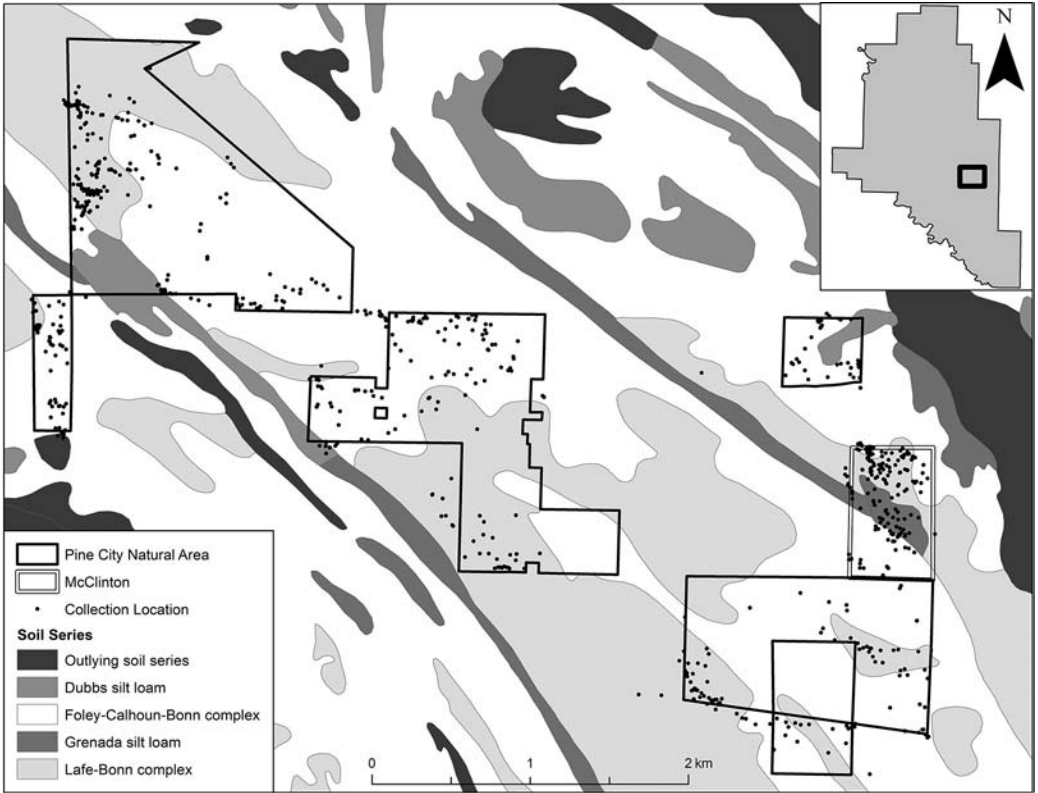 N
Pine City Natural Area
McClinton
Collection Location
Soil Series
Outlying soil series
Dubbs silt loam
Foley-Calhoun-Bonn complex
Grenada silt loam
Lafe-Bonn complex
0 1 2 km